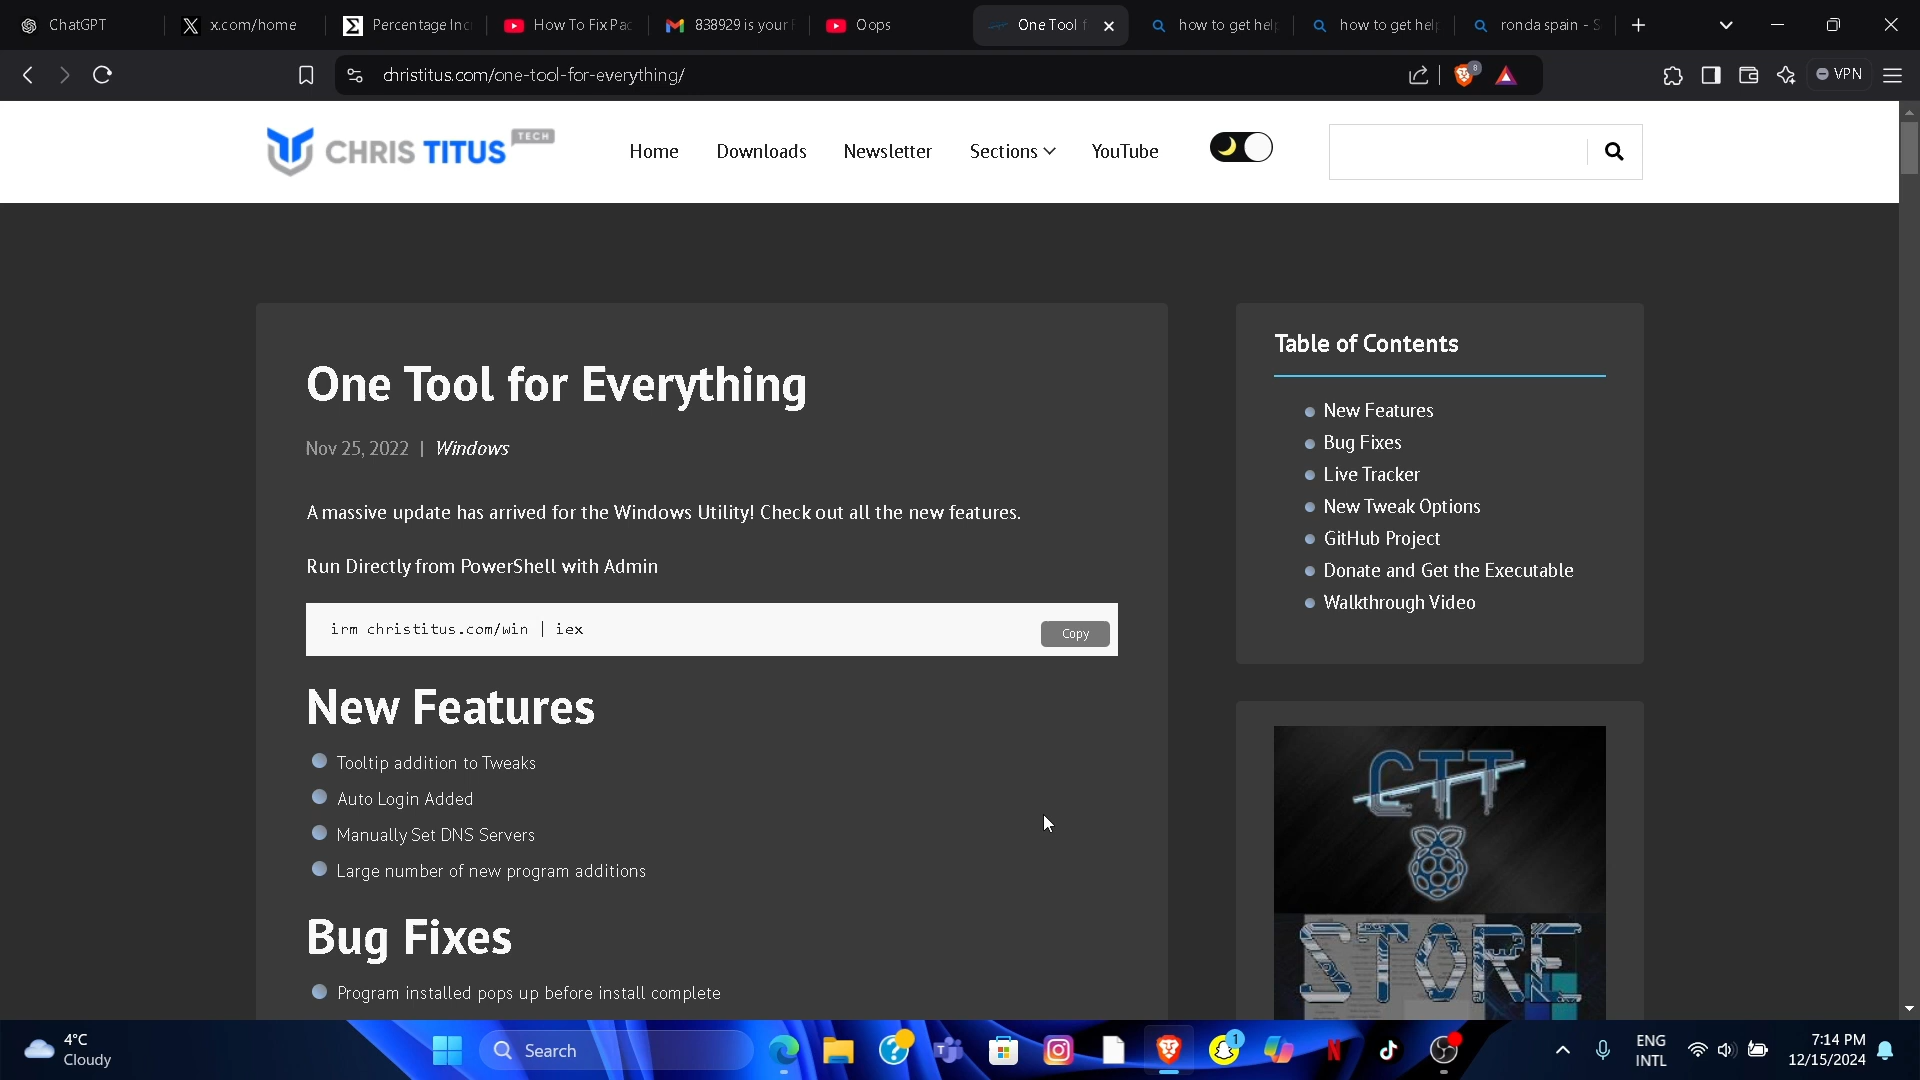 ChatGPT
x.com/home
Percentage Inc
How To Fix Pac
838929 is your
Oops
One Tool f
how to get help
how to get help
ronda spain - S
christitus.com/one-tool-for-everything/
8
VPN
CHRIS TITUS TECH
Home
Downloads
Newsletter
Sections
YouTube
One Tool for Everything
Nov 25, 2022 | Windows
A massive update has arrived for the Windows Utility! Check out all the new features.
Run Directly from PowerShell with Admin
irm christitus.com/win | iex
Copy
New Features
Tooltip addition to Tweaks
Auto Login Added
Manually Set DNS Servers
Large number of new program additions
Bug Fixes
Program installed pops up before install complete
Table of Contents
New Features
Bug Fixes
Live Tracker
New Tweak Options
GitHub Project
Donate and Get the Executable
Walkthrough Video
CTT
STORE
4°C
Cloudy
Search
1
ENG
INTL
7:14 PM
12/15/2024